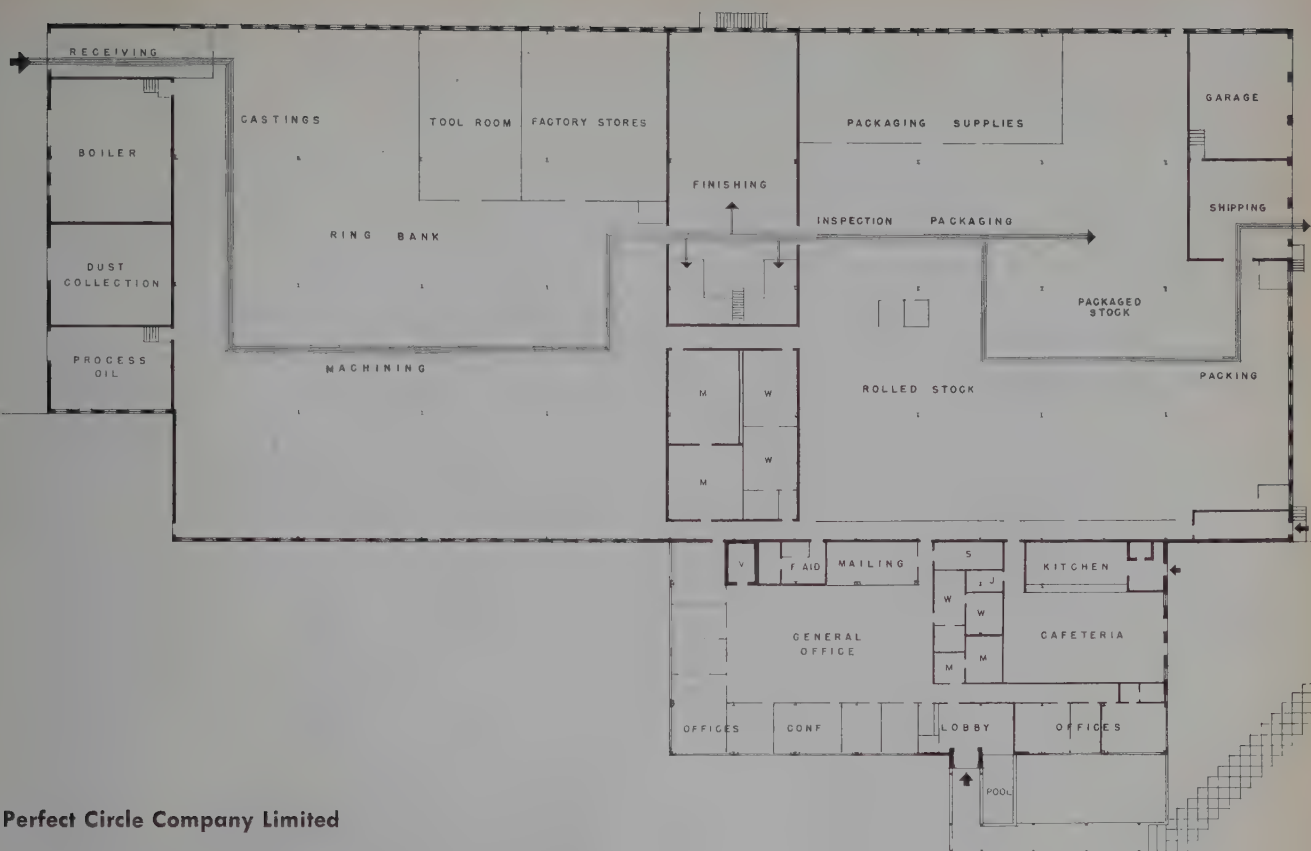 RECEIVING
CASTINGS
TOOL ROOM
FACTORY STORES
PACKAGING SUPPLIES
GARAGE
BOILER
FINISHING
SHIPPING
INSPECTION PACKAGING
RING BANK
DUST
COLLECTION
PACKAGED
STOCK
PROCESS
OIL
MACHINING
PACKING
ROLLED STOCK
M
W
W
M
V
F AID
MAILING
S
KITCHEN
J
W
W
GENERAL
OFFICE
CAFETERIA
M
M
OFFICES
CONF
LOBBY
OFFICES
POOL
Perfect Circle Company Limited